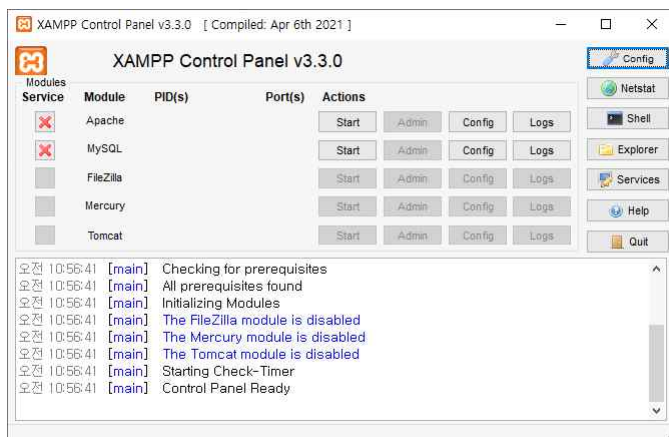 XAMPP Control Panel v3.3.0 [ Compiled: Apr 6th 2021 ]
XAMPP Control Panel v3.3.0
Config
Modules
Service Module PID(s) Port(s) Actions
Netstat
Apache Start Admin Config Logs
Shell
MySQL Start Admin Config Logs
Explorer
FileZilla Start Admin Config Logs
Services
Mercury Start Admin Config Logs
Help
Tomcat Start Admin Config Logs
Quit
오전 10:56:41 [main] Checking for prerequisites
오전 10:56:41 [main] All prerequisites found
오전 10:56:41 [main] Initializing Modules
오전 10:56:41 [main] The FileZilla module is disabled
오전 10:56:41 [main] The Mercury module is disabled
오전 10:56:41 [main] The Tomcat module is disabled
오전 10:56:41 [main] Starting Check-Timer
오전 10:56:41 [main] Control Panel Ready